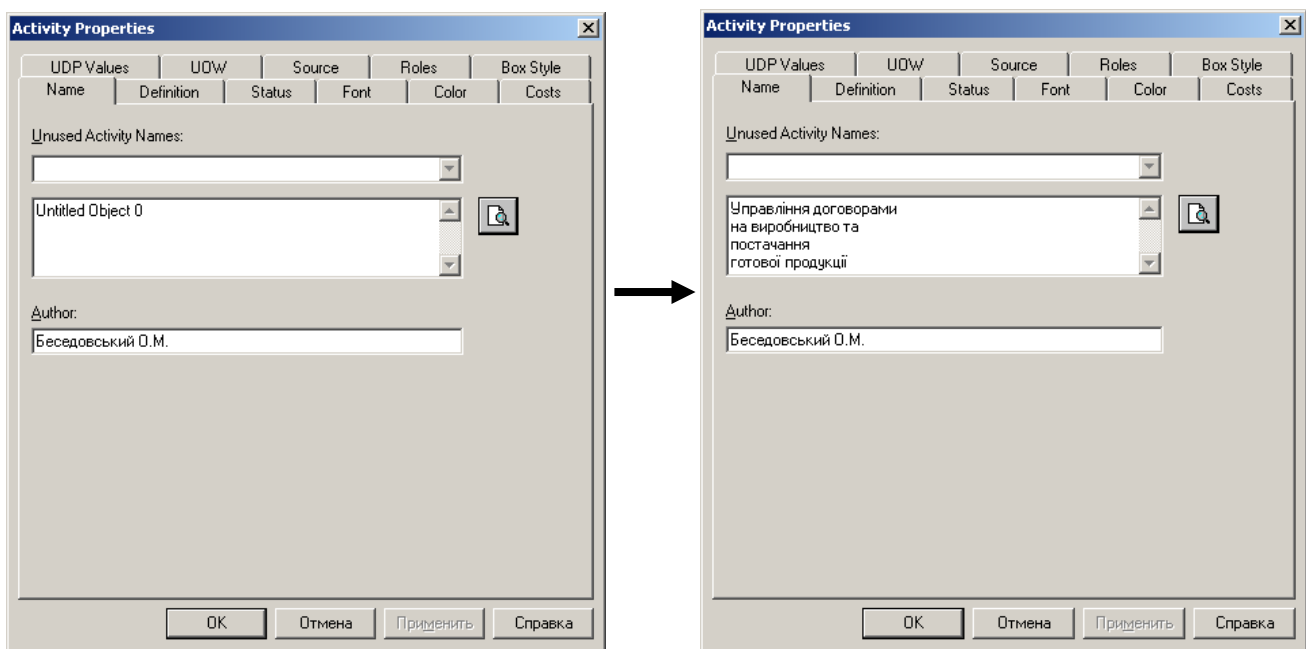 Activity Properties
UDP Values UOW Source Roles Box Style
Name Definition Status Font Color Costs
Unused Activity Names:
Untitled Object 0
Author:
Беседовський О.М.
OK Отмена Применить Справка
Activity Properties
UDP Values UOW Source Roles Box Style
Name Definition Status Font Color Costs
Unused Activity Names:
Управління договорами
на виробництво та
постачання
готової продукції
Author:
Беседовський О.М.
OK Отмена Применить Справка